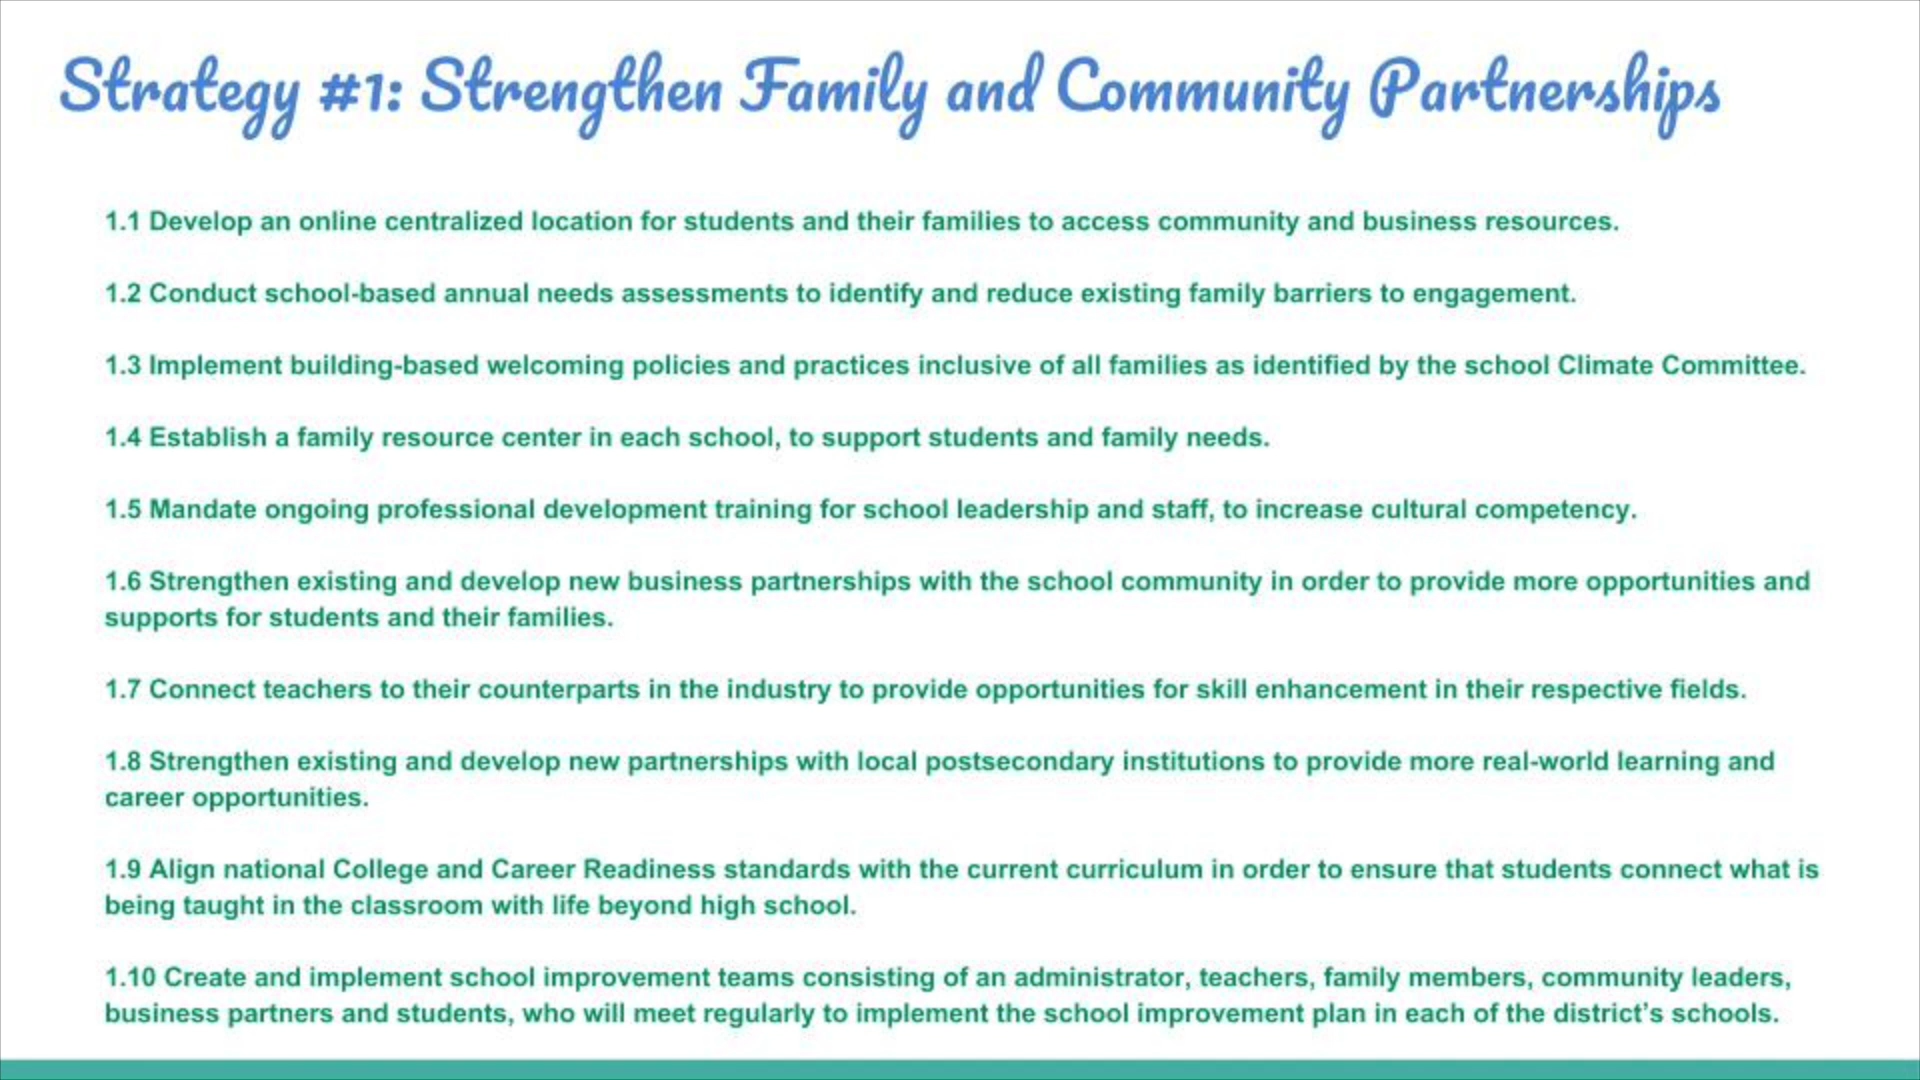 Strategy #1: Strengthen Family and Community Partnerships
1.1 Develop an online centralized location for students and their families to access community and business resources.
1.2 Conduct school-based annual needs assessments to identify and reduce existing family barriers to engagement.
1.3 Implement building-based welcoming policies and practices inclusive of all families as identified by the school Climate Committee.
1.4 Establish a family resource center in each school, to support students and family needs.
1.5 Mandate ongoing professional development training for school leadership and staff, to increase cultural competency.
1.6 Strengthen existing and develop new business partnerships with the school community in order to provide more opportunities and
supports for students and their families.
1.7 Connect teachers to their counterparts in the industry to provide opportunities for skill enhancement in their respective fields.
1.8 Strengthen existing and develop new partnerships with local postsecondary institutions to provide more real-world learning and
career opportunities.
1.9 Align national College and Career Readiness standards with the current curriculum in order to ensure that students connect what is
being taught in the classroom with life beyond high school.
1.10 Create and implement school improvement teams consisting of an administrator, teachers, family members, community leaders,
business partners and students, who will meet regularly to implement the school improvement plan in each of the district's schools.